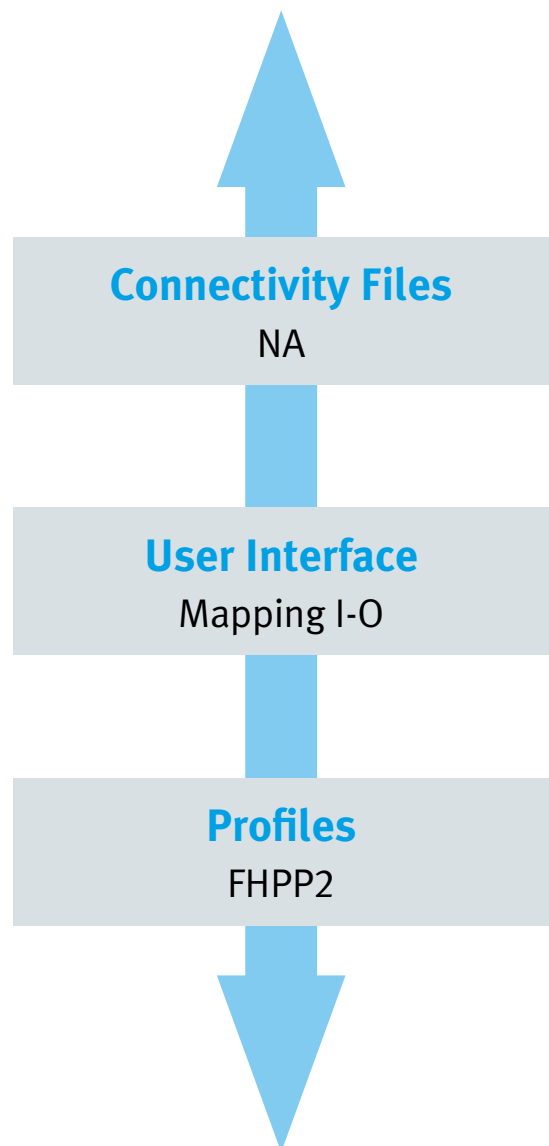 Connectivity Files
NA
User Interface
Mapping I-O
Profiles
FHPP2